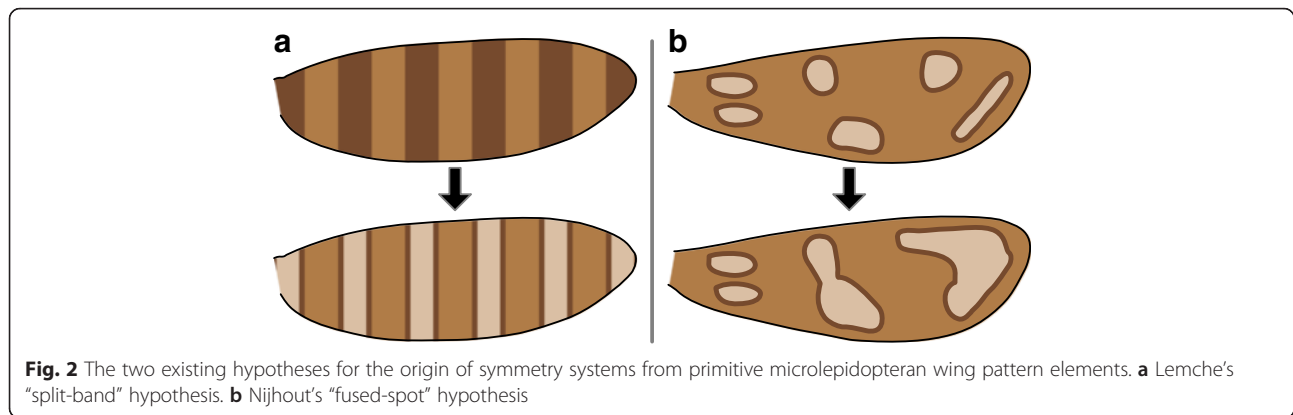 a
b
Fig. 2 The two existing hypotheses for the origin of symmetry systems from primitive microlepidopteran wing pattern elements. a Lemche's
"split-band" hypothesis. b Nijhout's "fused-spot" hypothesis